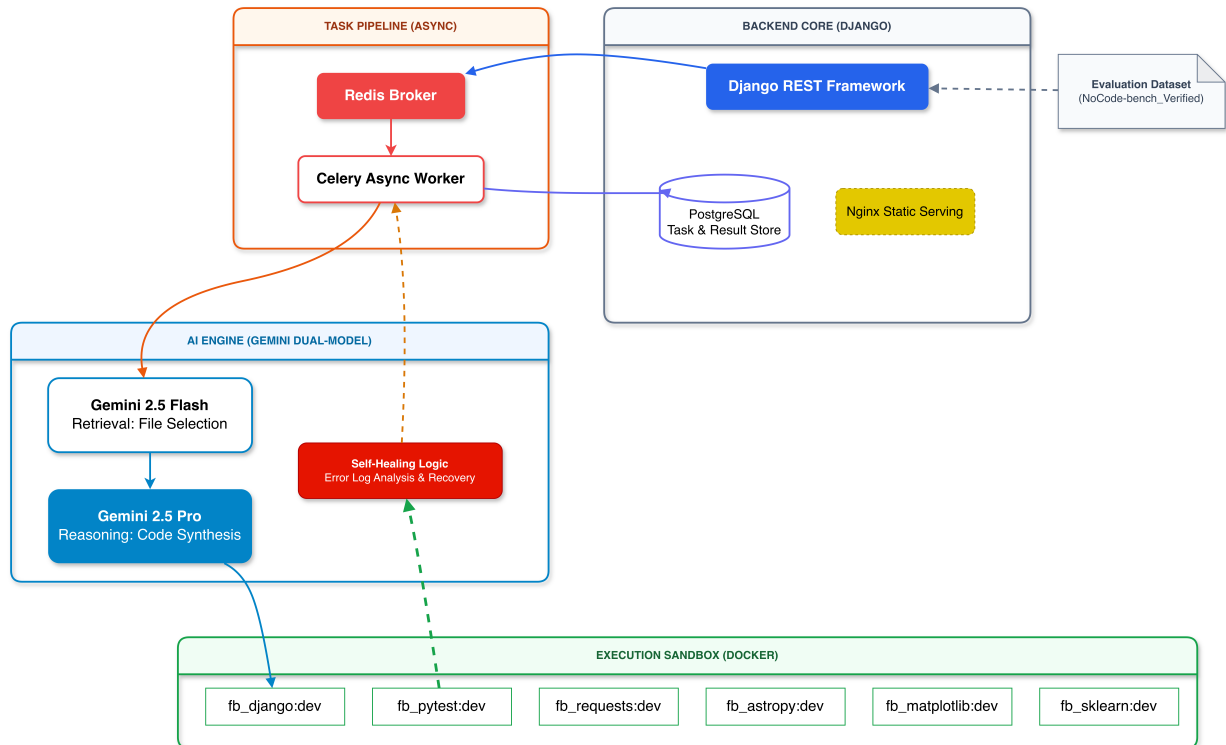 TASK PIPELINE (ASYNC)
Redis Broker
Celery Async Worker
BACKEND CORE (DJANGO)
Django REST Framework
PostgreSQL
Task & Result Store
Nginx Static Serving
Evaluation Dataset
(NoCode-bench_Verified)
AI ENGINE (GEMINI DUAL-MODEL)
Gemini 2.5 Flash
Retrieval: File Selection
Gemini 2.5 Pro
Reasoning: Code Synthesis
Self-Healing Logic
Error Log Analysis & Recovery
EXECUTION SANDBOX (DOCKER)
fb_django:dev
fb_pytest:dev
fb_requests:dev
fb_astropy:dev
fb_matplotlib:dev
fb_sklearn:dev